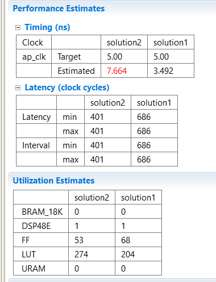 Performance Estimates
Timing (ns)
Clock solution2 solution1
ap_clk Target 5.00 5.00
Estimated 7.664 3.492
Latency (clock cycles)
solution2 solution1
Latency min 401 686
max 401 686
Interval min 401 686
max 401 686
Utilization Estimates
solution2 solution1
BRAM_18K 0 0
DSP48E 1 1
FF 53 68
LUT 274 204
URAM 0 0